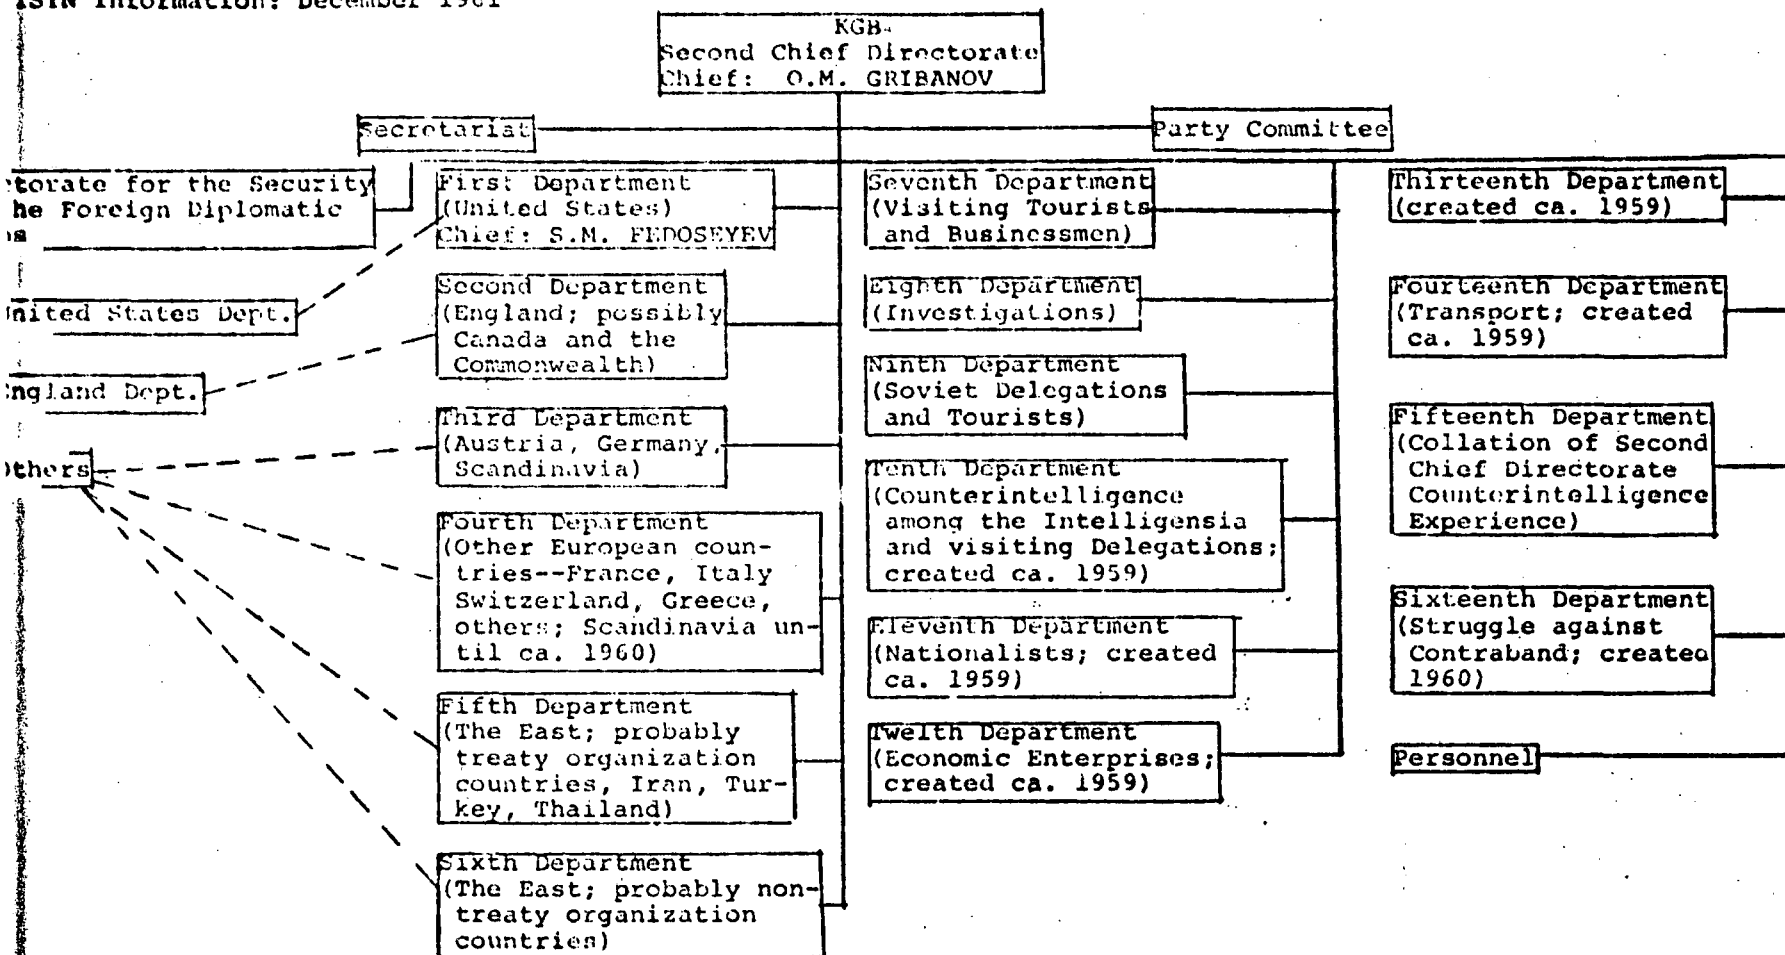 Information: December 1961
KGB
Second Chief Directorate
Chief: O.M. GRIBANOV
Secretariat
Party Committee
torate for the Security
he Foreign Diplomatic
United States Dept.
England Dept.
Others
First Department
(United States)
Chief: S.M. FEDOSEYEV
Second Department
(England; possibly
Canada and the
Commonwealth)
Third Department
(Austria, Germany,
Scandinavia)
Fourth Department
(Other European coun-
tries--France, Italy
Switzerland, Greece,
others; Scandinavia un-
til ca. 1960)
Fifth Department
(The East; probably
treaty organization
countries, Iran, Tur-
key, Thailand)
Sixth Department
(The East; probably non-
treaty organization
countries)
Seventh Department
(Visiting Tourists
and Businessmen)
Eighth Department
(Investigations)
Ninth Department
(Soviet Delegations
and Tourists)
Tenth Department
(Counterintelligence
among the Intelligensia
and visiting Delegations;
created ca. 1959)
Eleventh Department
(Nationalists; created
ca. 1959)
Twelth Department
(Economic Enterprises;
created ca. 1959)
Thirteenth Department
(created ca. 1959)
Fourteenth Department
(Transport; created
ca. 1959)
Fifteenth Department
(Collation of Second
Chief Directorate
Counterintelligence
Experience)
Sixteenth Department
(Struggle against
Contraband; created
1960)
Personnel